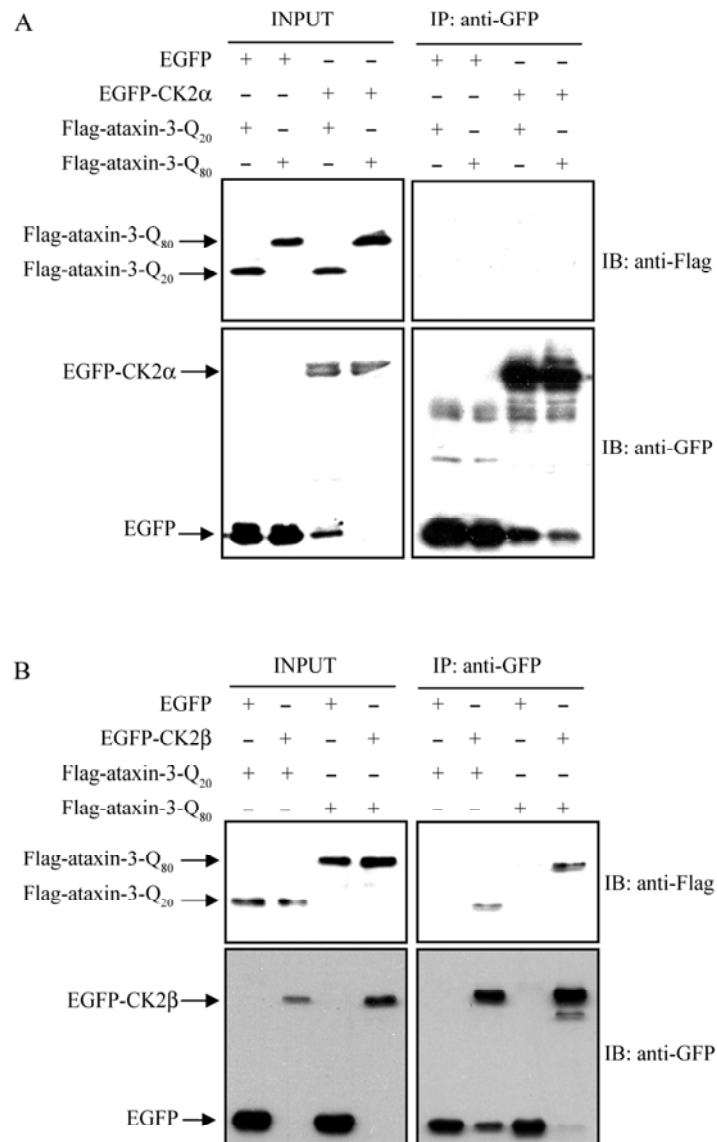 A
INPUT IP: anti-GFP
EGFP + + – – + + – –
EGFP-CK2α – – + + – – + +
Flag-ataxin-3-Q20 + – + – + – + –
Flag-ataxin-3-Q80 – + – + – + – +
Flag-ataxin-3-Q80
Flag-ataxin-3-Q20
IB: anti-Flag
EGFP-CK2α
IB: anti-GFP
EGFP
B
INPUT IP: anti-GFP
EGFP + – + – + – + –
EGFP-CK2β – + – + – + – +
Flag-ataxin-3-Q20 + + – – + + – –
Flag-ataxin-3-Q80 – – + + – – + +
Flag-ataxin-3-Q80
Flag-ataxin-3-Q20
IB: anti-Flag
EGFP-CK2β
IB: anti-GFP
EGFP